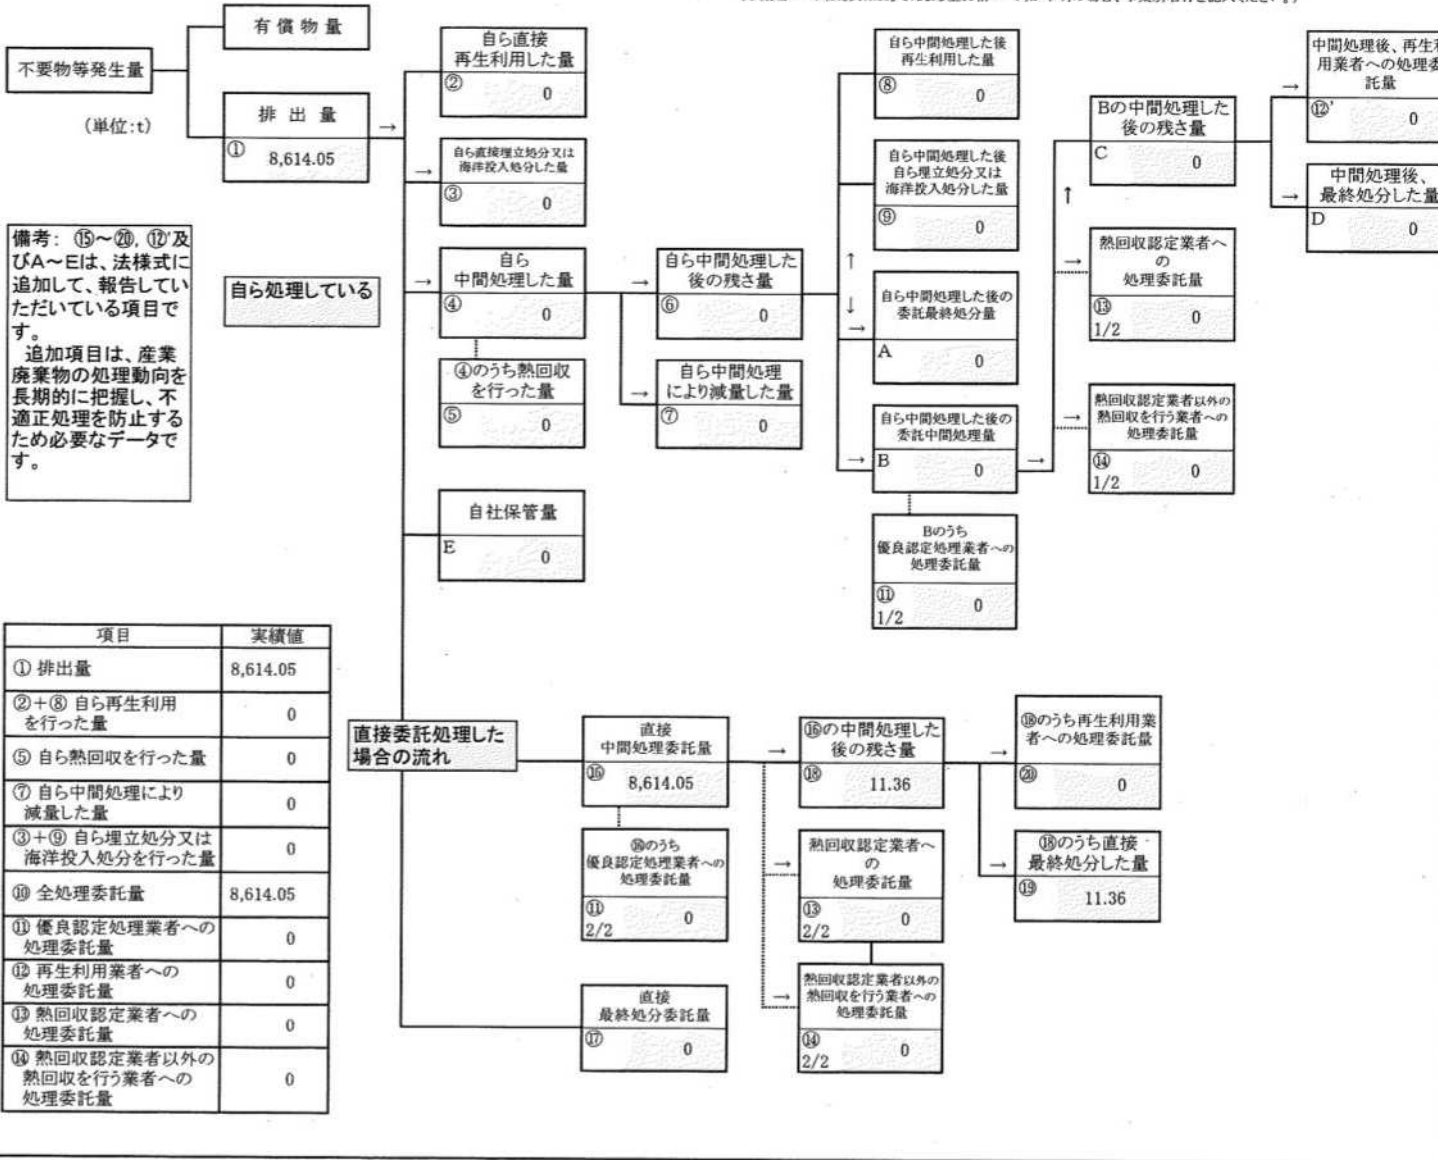 不要物等発生量
(単位:t)
有償物量
排出量
① 8,614.05
備考: ⑮～⑳, ⑫'及
びA～Eは、法様式に
追加して、報告してい
ただいている項目で
す。
追加項目は、産業
廃棄物の処理動向を
長期的に把握し、不
適正処理を防止する
ため必要なデータで
す。
自ら処理している
自ら直接
再生利用した量
② 0
自ら直接埋立処分又は
海洋投入処分した量
③ 0
自ら
中間処理した量
④ 0
④のうち熱回収
を行った量
⑤ 0
自社保管量
E 0
自ら中間処理した
後の残さ量
⑥ 0
自ら中間処理
により減量した量
⑦ 0
自ら中間処理した後
再生利用した量
⑧ 0
自ら中間処理した後
自ら埋立処分又は
海洋投入処分した量
⑨ 0
自ら中間処理した後の
委託最終処分量
A 0
自ら中間処理した後の
委託中間処理量
B 0
Bのうち
優良認定処理業者への
処理委託量
⑪
1/2 0
Bの中間処理した
後の残さ量
C 0
熱回収認定業者へ
の
処理委託量
⑬
1/2 0
熱回収認定業者以外の
熱回収を行う業者への
処理委託量
⑭
1/2 0
中間処理後、再生利
用業者への処理委
託量
⑫' 0
中間処理後、
最終処分した量
D 0
項目 実績値
① 排出量 8,614.05
②+⑧ 自ら再生利用
を行った量 0
⑤ 自ら熱回収を行った量 0
⑦ 自ら中間処理により
減量した量 0
③+⑨ 自ら埋立処分又は
海洋投入処分を行った量 0
⑩ 全処理委託量 8,614.05
⑪ 優良認定処理業者への
処理委託量 0
⑫ 再生利用業者への
処理委託量 0
⑬ 熱回収認定業者への
処理委託量 0
⑭ 熱回収認定業者以外の
熱回収を行う業者への
処理委託量 0
直接委託処理した
場合の流れ
直接
中間処理委託量
⑯ 8,614.05
⑯のうち
優良認定処理業者への
処理委託量
⑪
2/2 0
直接
最終処分委託量
⑰ 0
⑯の中間処理した
後の残さ量
⑱ 11.36
熱回収認定業者へ
の
処理委託量
⑬
2/2 0
熱回収認定業者以外の
熱回収を行う業者への
処理委託量
⑭
2/2 0
⑱のうち再生利用業
者への処理委託量
⑳ 0
⑱のうち直接
最終処分した量
⑲ 11.36